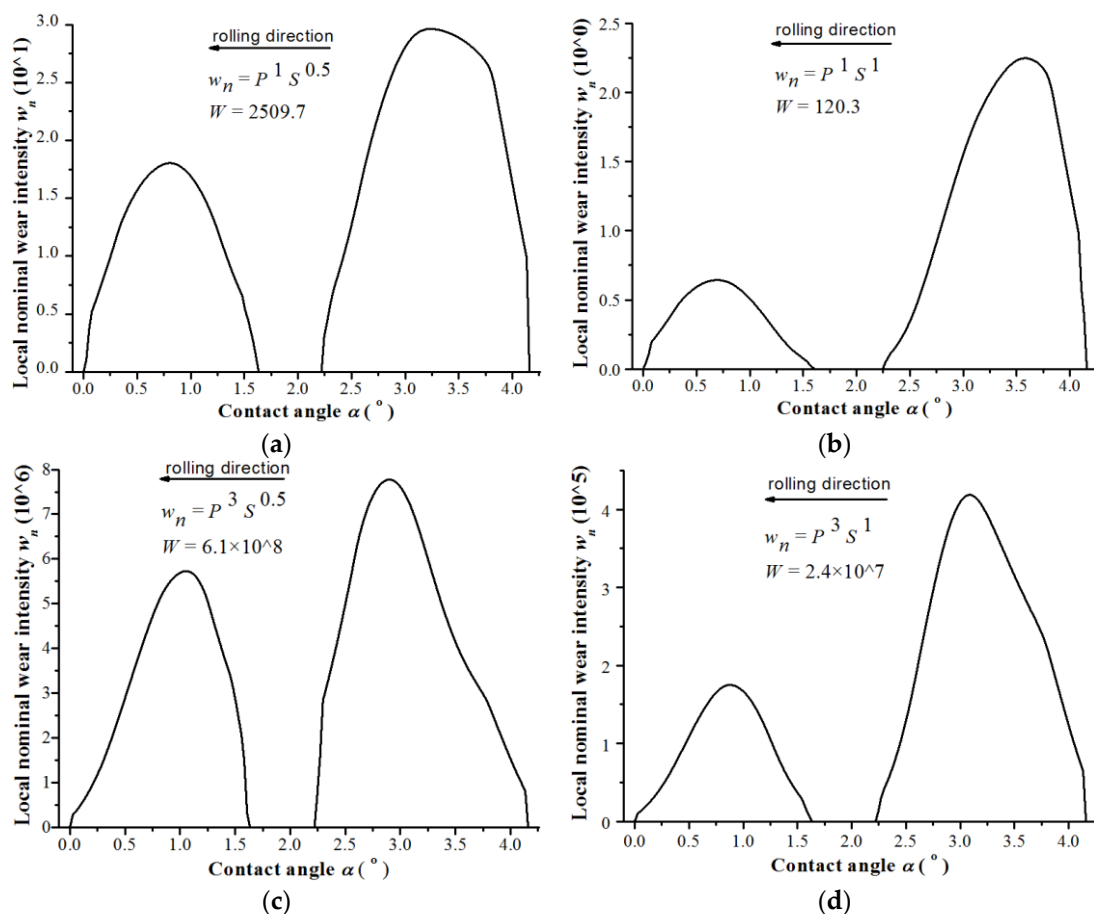 (a)
Local nominal wear intensity w_n (10^1)
3.0
2.5
2.0
1.5
1.0
0.5
0.0
rolling direction
w_n = P^1 S^0.5
W = 2509.7
0.0 0.5 1.0 1.5 2.0 2.5 3.0 3.5 4.0
Contact angle α (°)
(a)
Local nominal wear intensity w_n (10^0)
2.5
2.0
1.5
1.0
0.5
0.0
rolling direction
w_n = P^1 S^1
W = 120.3
0.0 0.5 1.0 1.5 2.0 2.5 3.0 3.5 4.0
Contact angle α (°)
(b)
Local nominal wear intensity w_n (10^6)
8
7
6
5
4
3
2
1
0
rolling direction
w_n = P^3 S^0.5
W = 6.1×10^8
0.0 0.5 1.0 1.5 2.0 2.5 3.0 3.5 4.0
Contact angle α (°)
(c)
Local nominal wear intensity w_n (10^5)
4
2
1
0
rolling direction
w_n = P^3 S^1
W = 2.4×10^7
0.0 0.5 1.0 1.5 2.0 2.5 3.0 3.5 4.0
Contact angle α (°)
(d)